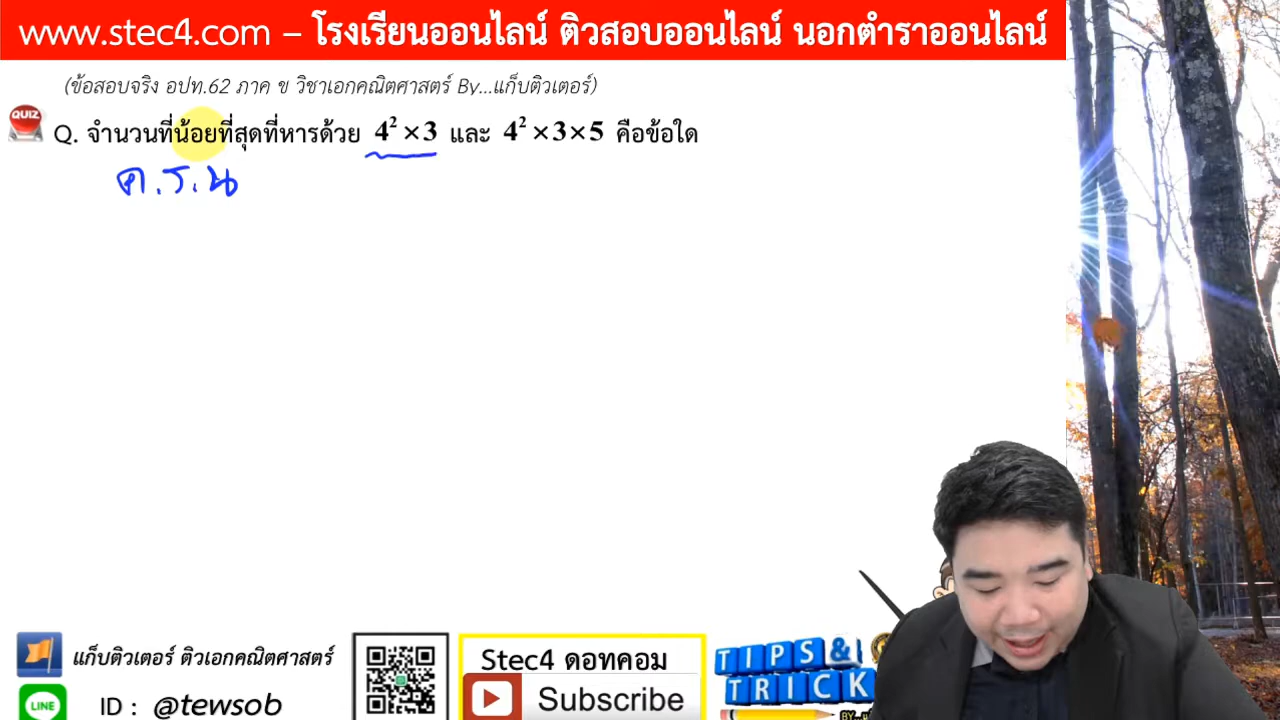 www.stec4.com – โรงเรียนออนไลน์ ติวสอบออนไลน์ นอกตำราออนไลน์
(ข้อสอบจริง อปท.62 ภาค ข วิชาเอกคณิตศาสตร์ By...แก็บติวเตอร์)
QUIZ
Q. จำนวนที่น้อยที่สุดที่หารด้วย 4² × 3 และ 4² × 3 × 5 คือข้อใด
ค.ร.น
แก็บติวเตอร์ ติวเอกคณิตศาสตร์
LINE ID : @tewsob
Stec4 ดอทคอม
Subscribe
TIPS &
TRICK